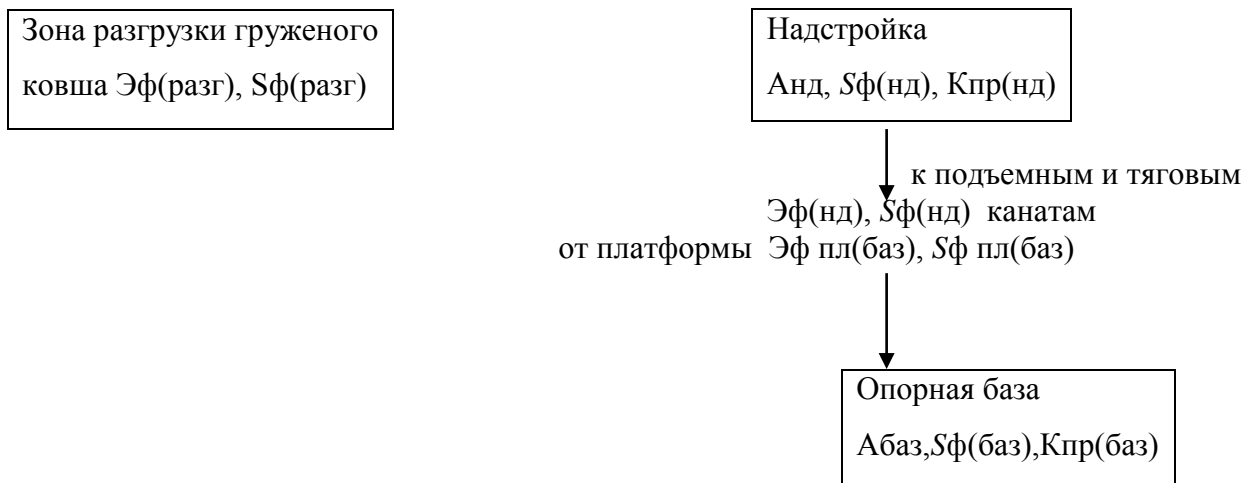 Зона разгрузки груженого
ковша Эф(разг), Sф(разг)
Надстройка
Анд, Sф(нд), Кпр(нд)
к подъемным и тяговым
Эф(нд), Sф(нд) канатам
от платформы Эф пл(баз), Sф пл(баз)
Опорная база
Абаз,Sф(баз),Кпр(баз)